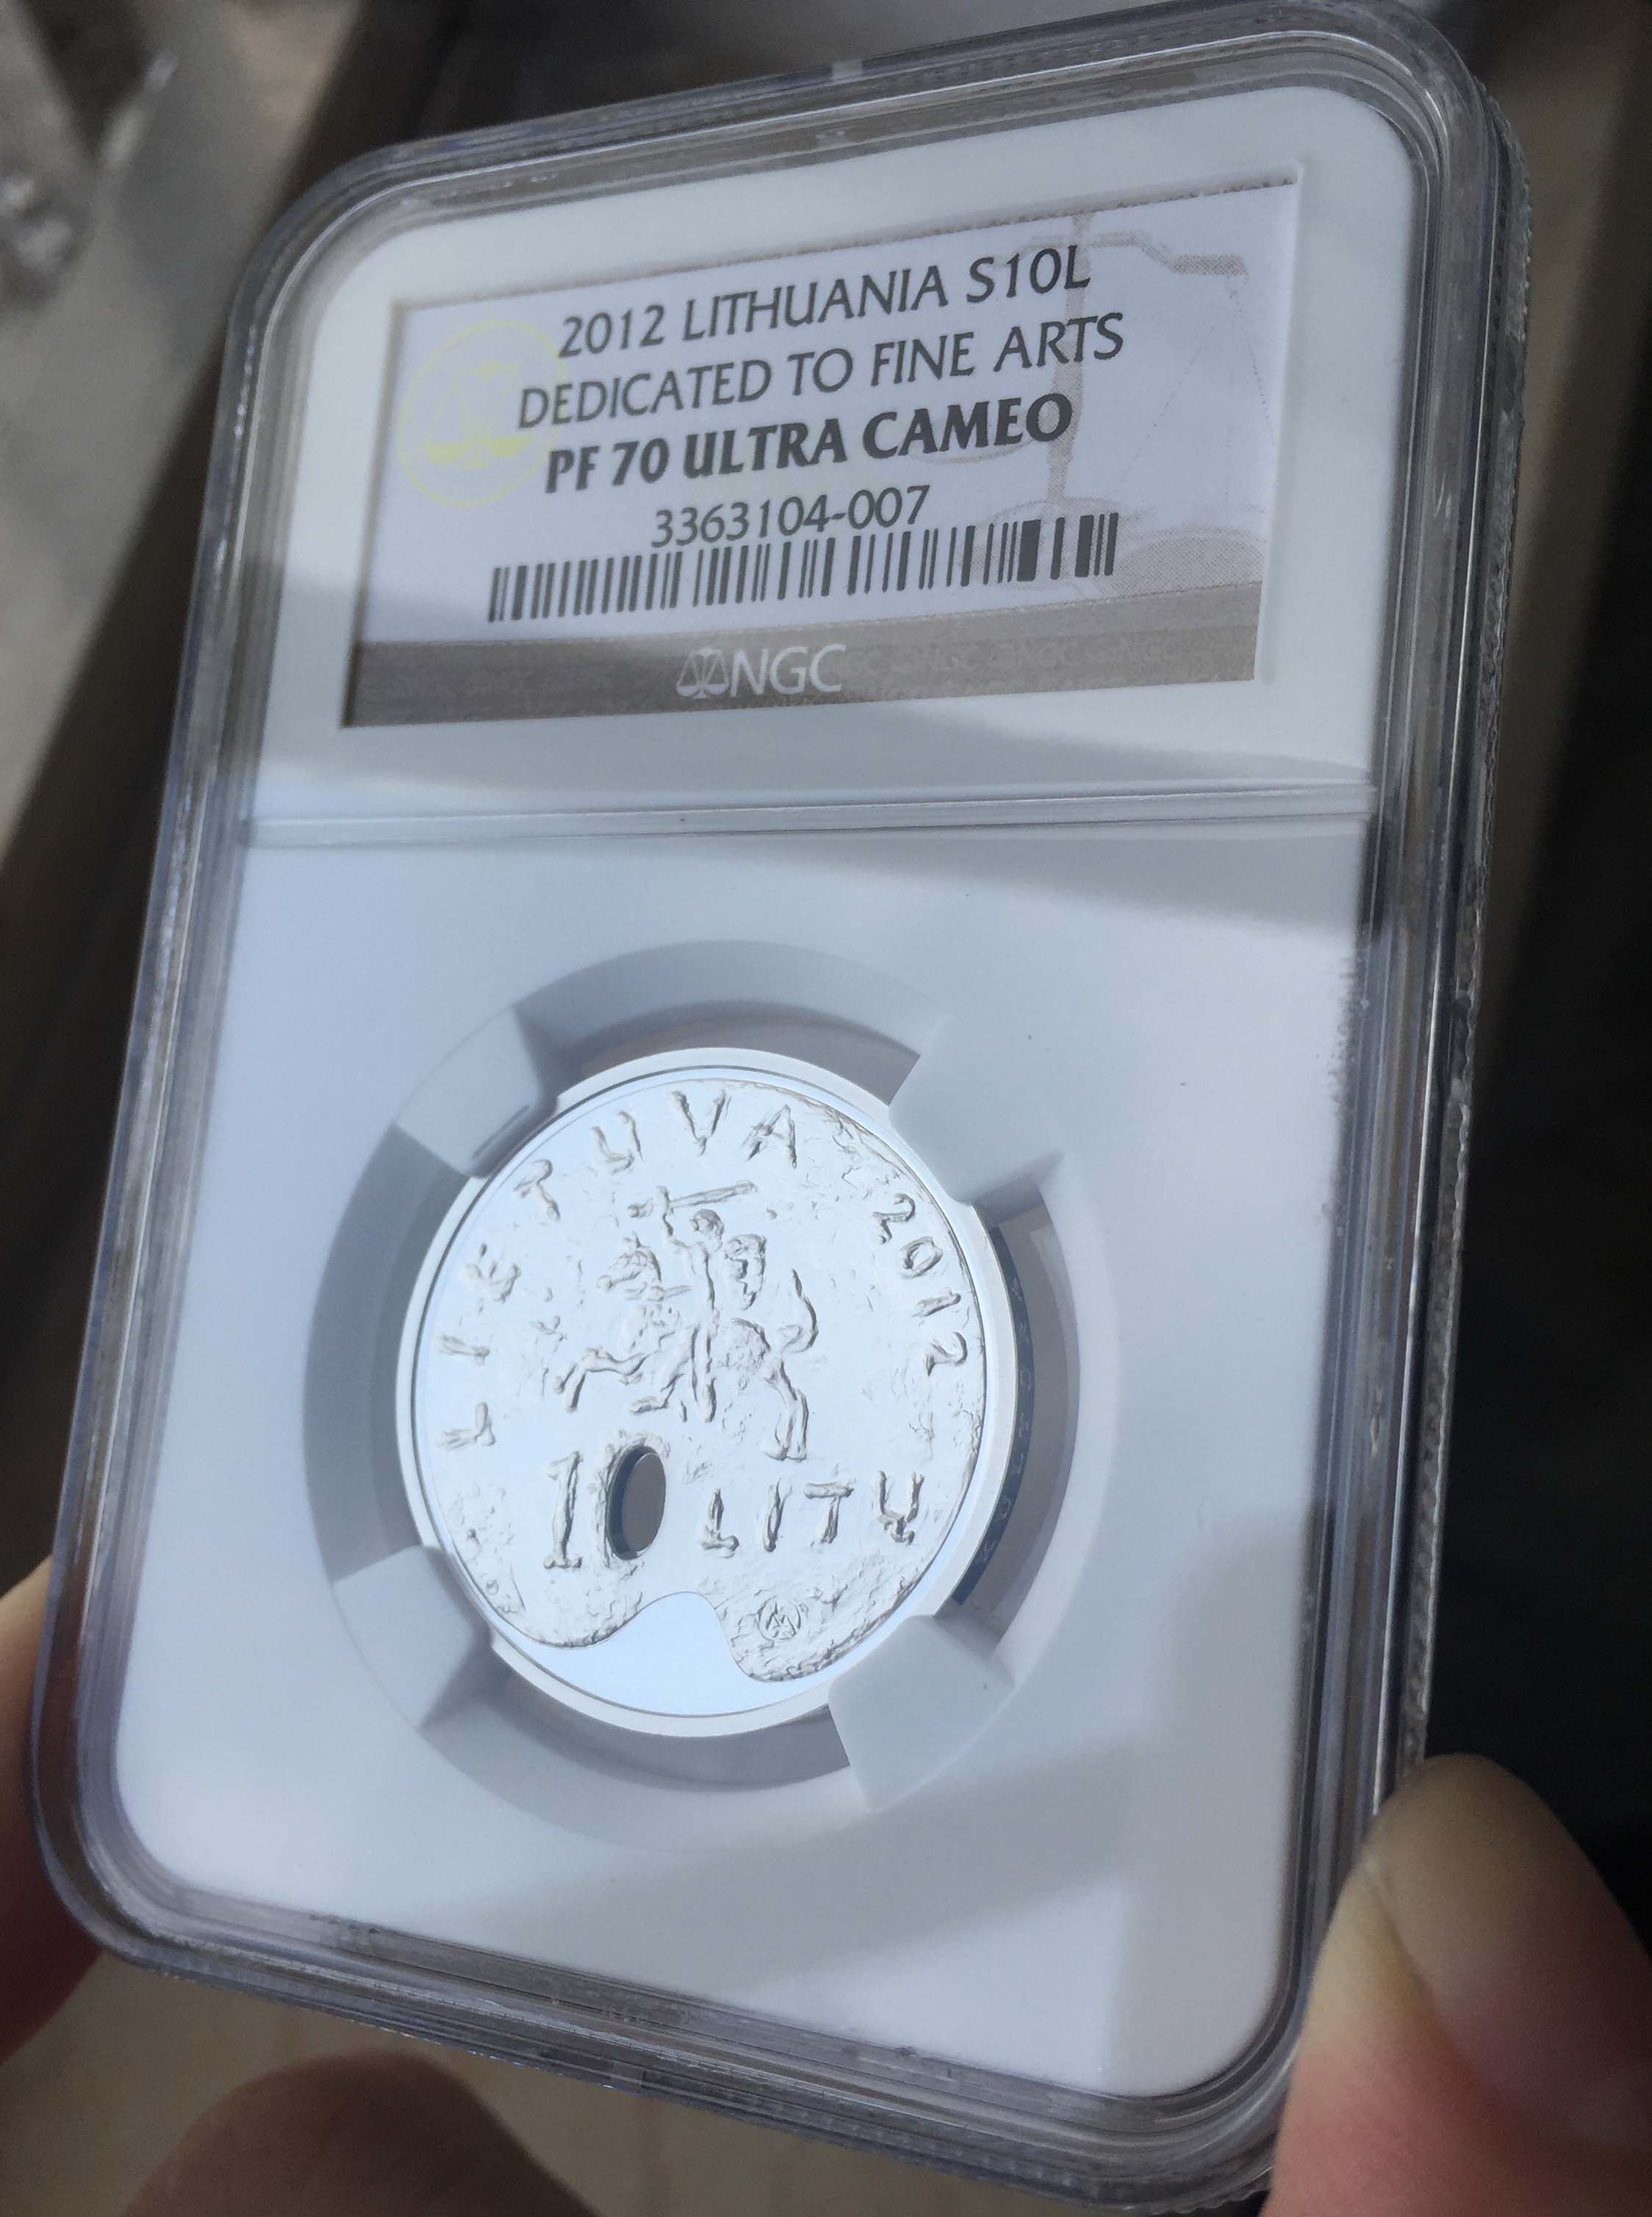 2012 LITHUANIA S10L
DEDICATED TO FINE ARTS
PF 70 ULTRA CAMEO
3363104-007
NGC
LIETUVA 2012
10 LITŲ